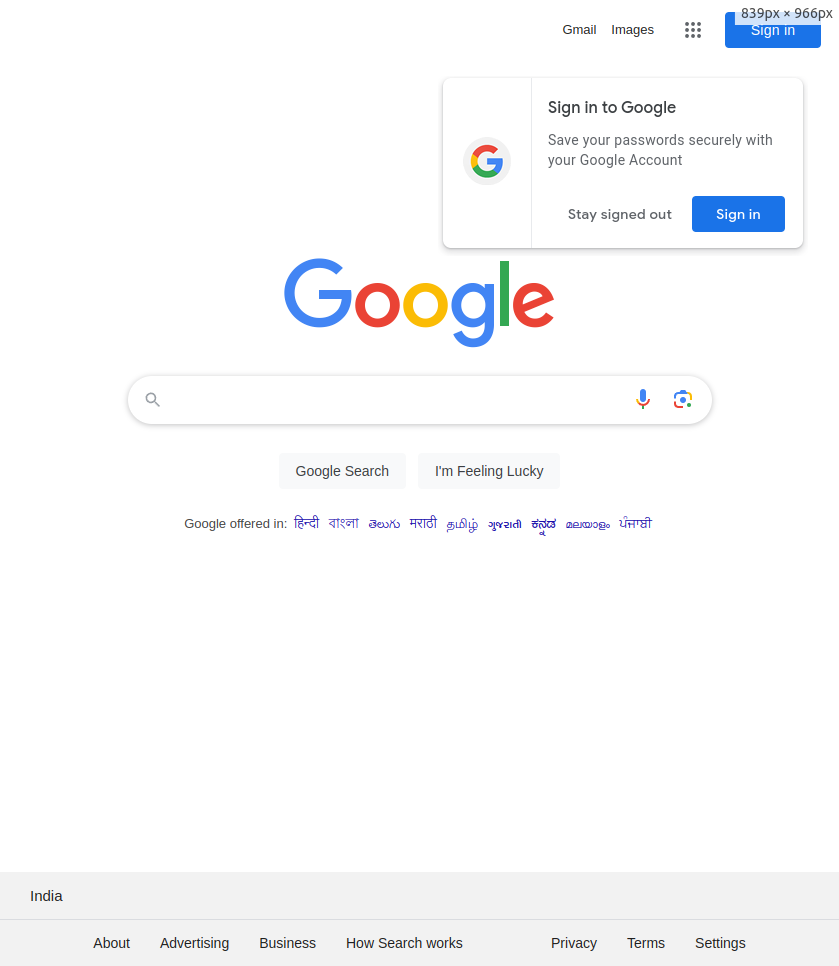 839px × 966px
Gmail Images Sign in
Sign in to Google
Save your passwords securely with
your Google Account
Stay signed out Sign in
Google
Google Search I'm Feeling Lucky
Google offered in: हिन्दी বাংলা తెలుగు मराठी தமிழ் ગુજરાતી ಕನ್ನಡ മലയാളം ਪੰਜਾਬੀ
India
About Advertising Business How Search works Privacy Terms Settings